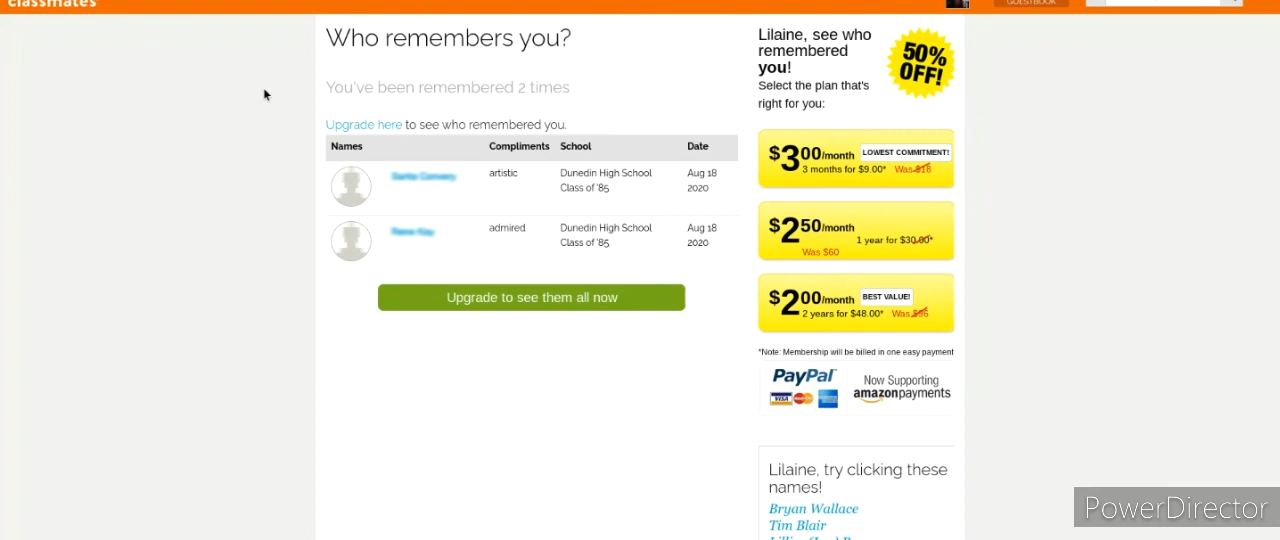 classmates
GUESTBOOK
Who remembers you?
You've been remembered 2 times
Upgrade here to see who remembered you.
Names Compliments School Date
artistic Dunedin High School Aug 18
Class of '85 2020
admired Dunedin High School Aug 18
Class of '85 2020
Upgrade to see them all now
Lilaine, see who
remembered
you!
Select the plan that's
right for you:
50%
OFF!
$3.00/month LOWEST COMMITMENT!
3 months for $9.00* Was $18
$2.50/month
1 year for $30.00*
Was $60
$2.00/month BEST VALUE!
2 years for $48.00* Was $96
*Note: Membership will be billed in one easy payment
PayPal
VISA
Now Supporting
amazonpayments
Lilaine, try clicking these
names!
Bryan Wallace
Tim Blair
PowerDirector